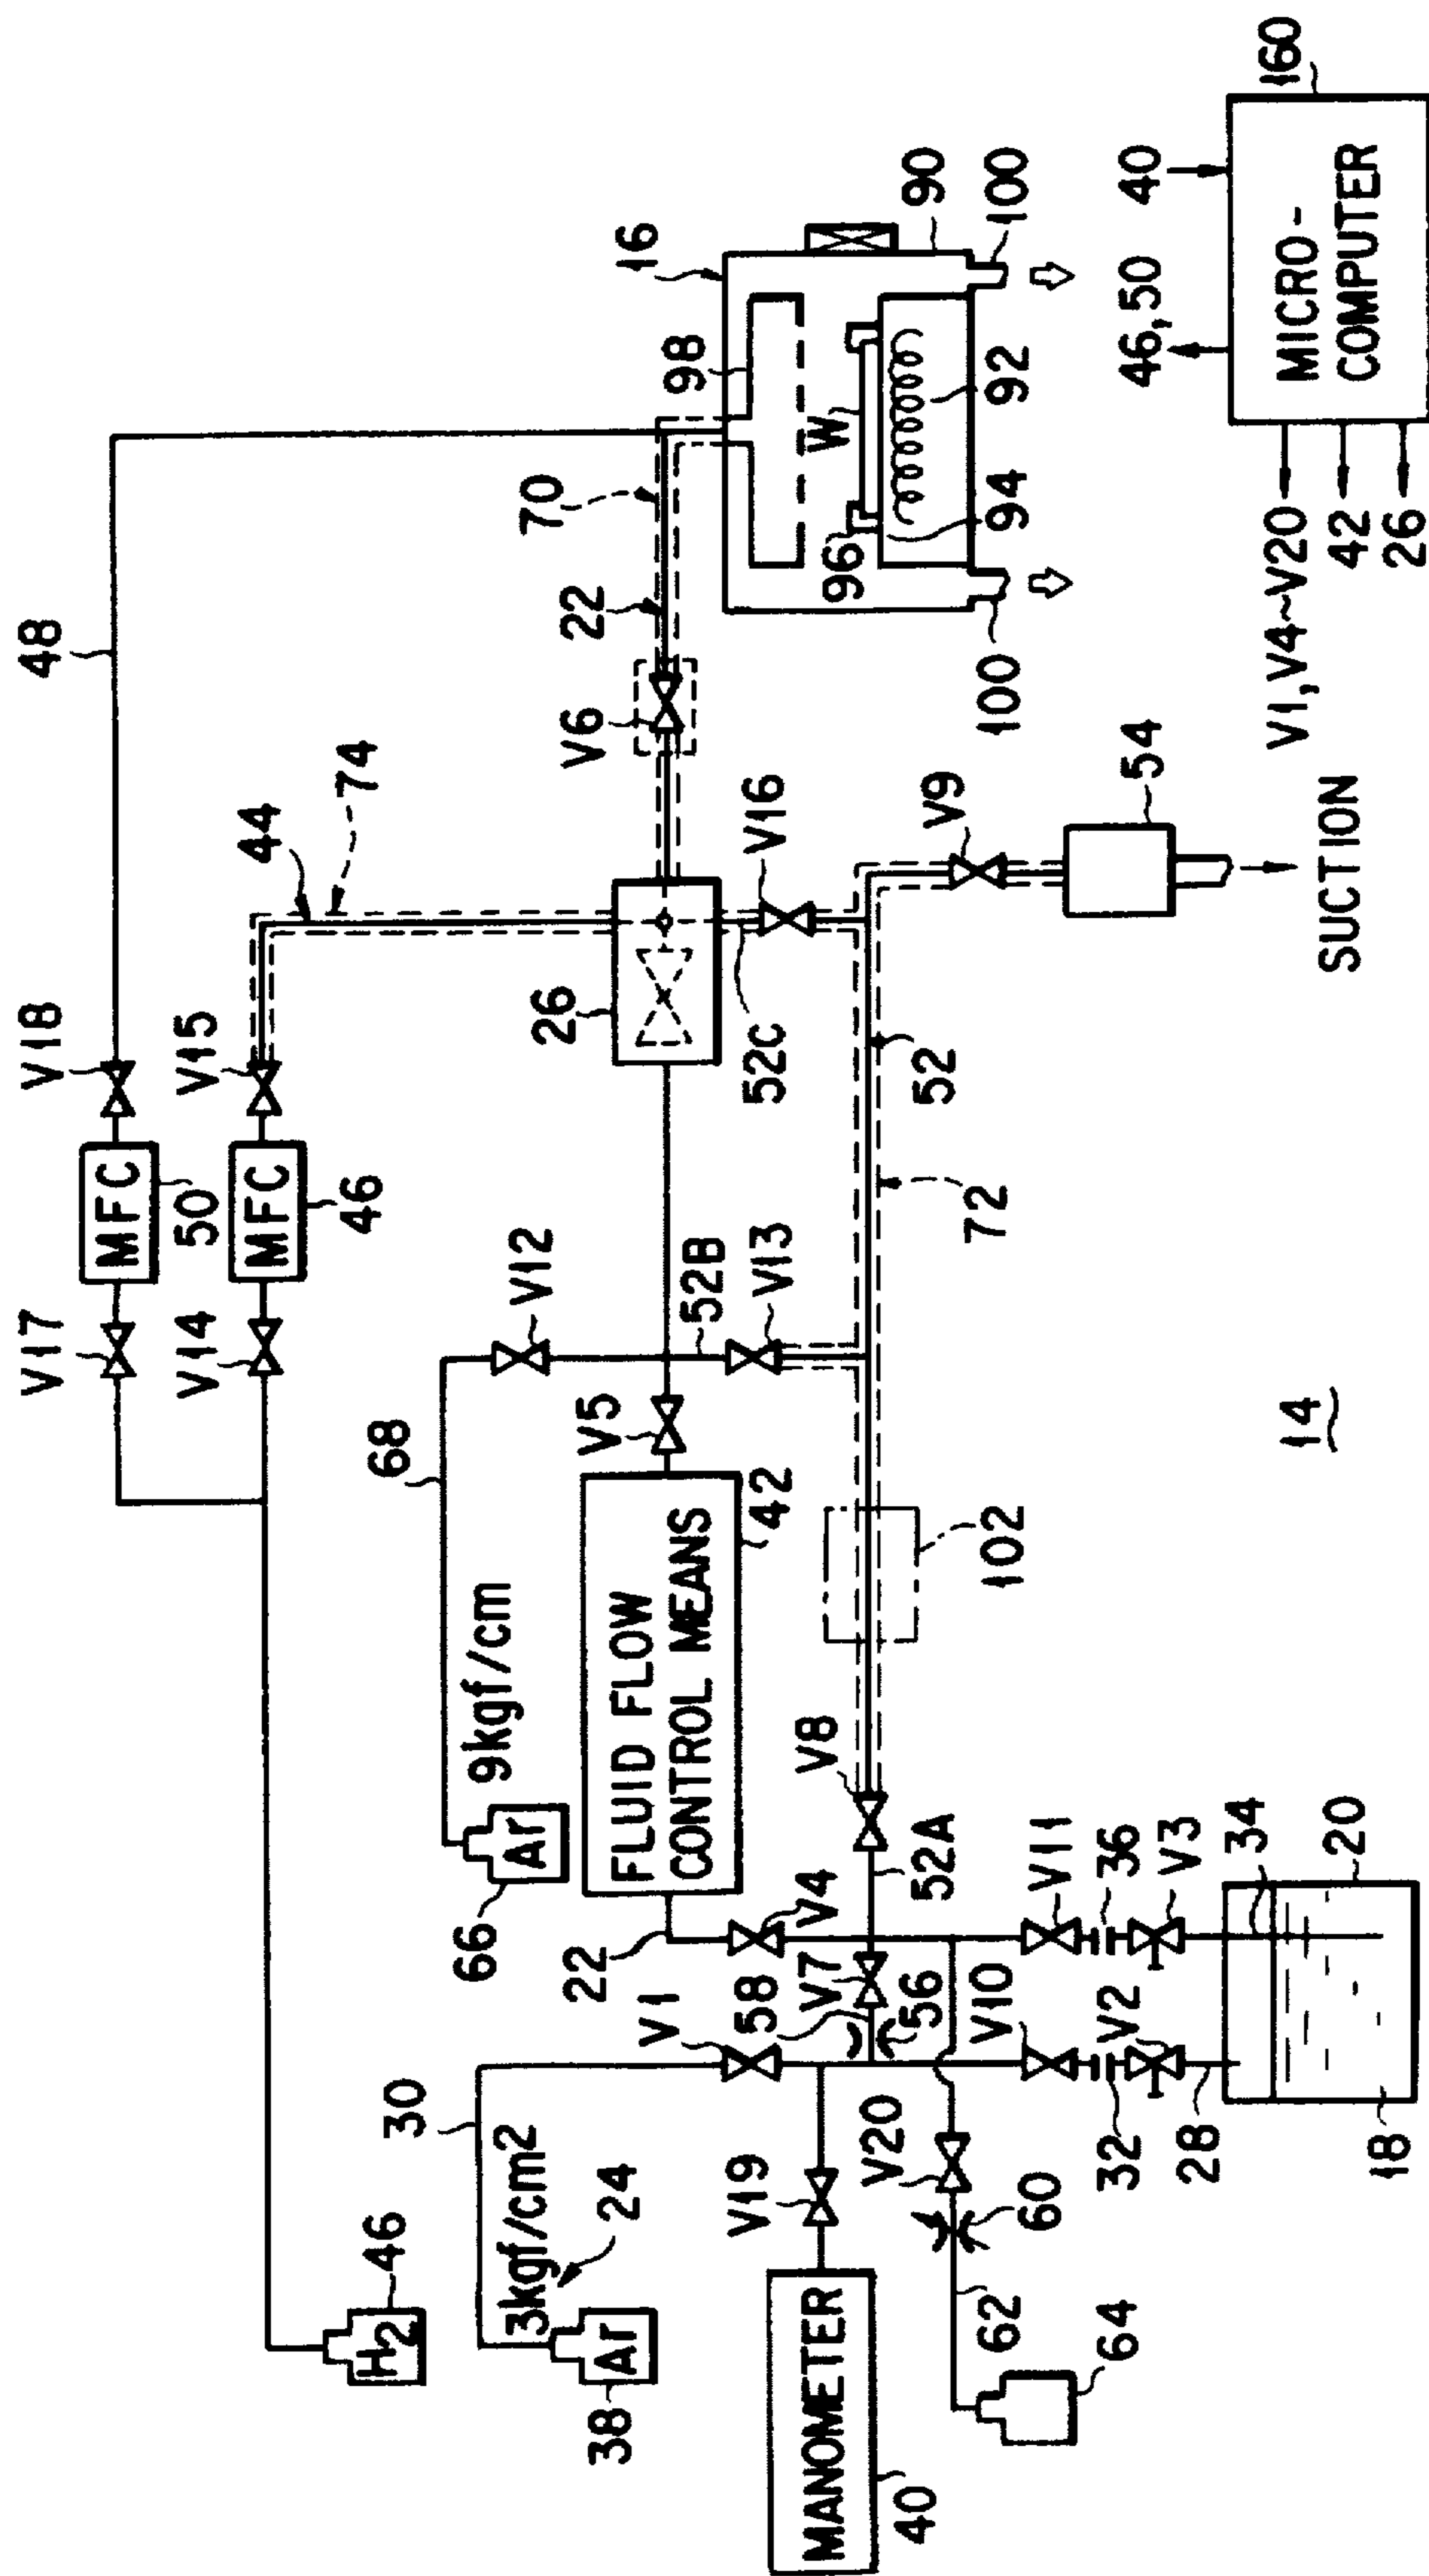 48
V17
V18
MFC
50
V14
V15
MFC
46
44
74
H2
46
30
3kgf/cm2
24
Ar
38
68
9kgf/cm
Ar
66
V12
V5
52B
V13
FLUID FLOW
CONTROL MEANS
42
22
V4
V1
26
52C
V16
V6
22
70
16
98
W
96
94
92
90
100
100
MANOMETER
40
V19
58
V7
56
V20
60
62
64
52A
V8
102
72
52
V9
54
SUCTION
V10
V11
32
36
V2
V3
28
34
18
20
14
MICRO-
COMPUTER
160
40
46,50
V1,V4~V20
42
26